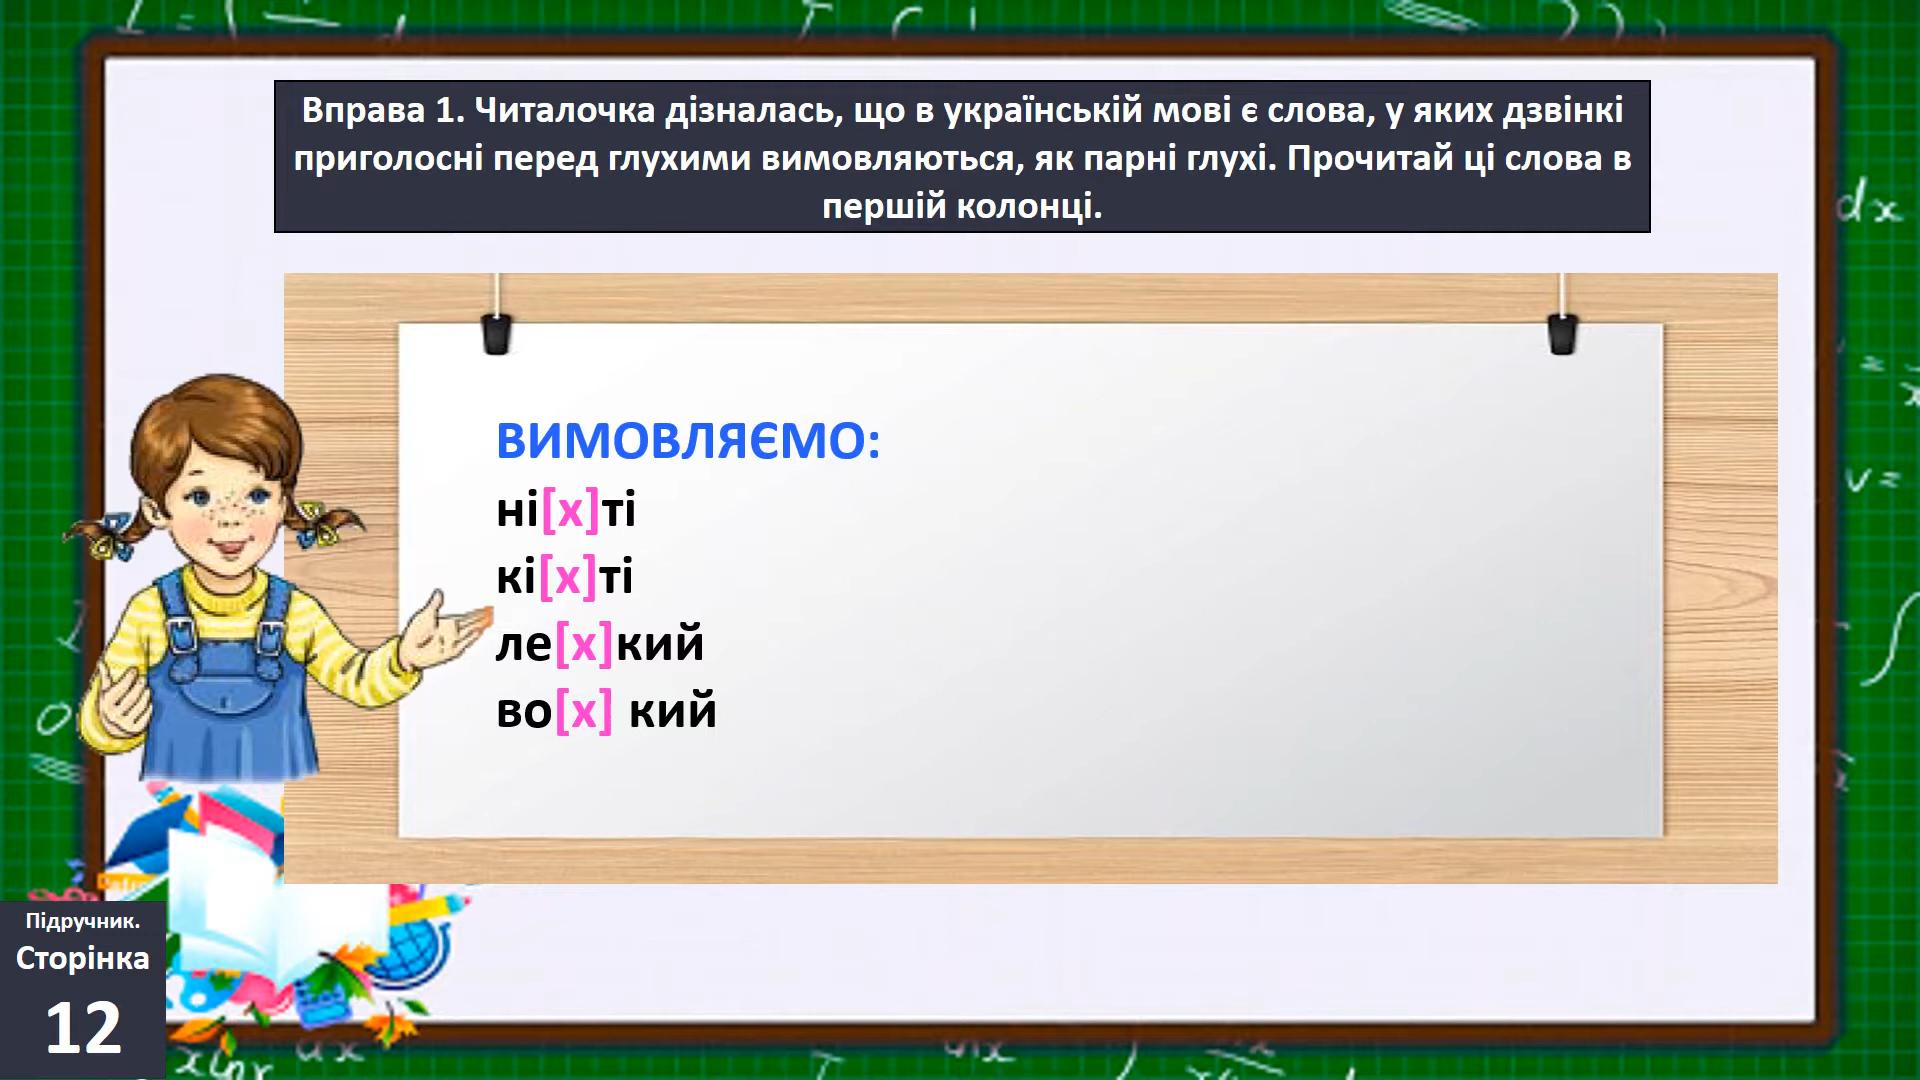 Вправа 1. Читалочка дізналась, що в українській мові є слова, у яких дзвінкі
приголосні перед глухими вимовляються, як парні глухі. Прочитай ці слова в
першій колонці.
ВИМОВЛЯЄМО:
ні[х]ті
кі[х]ті
ле[х]кий
во[х] кий
Підручник.
Сторінка
12
dx
v =